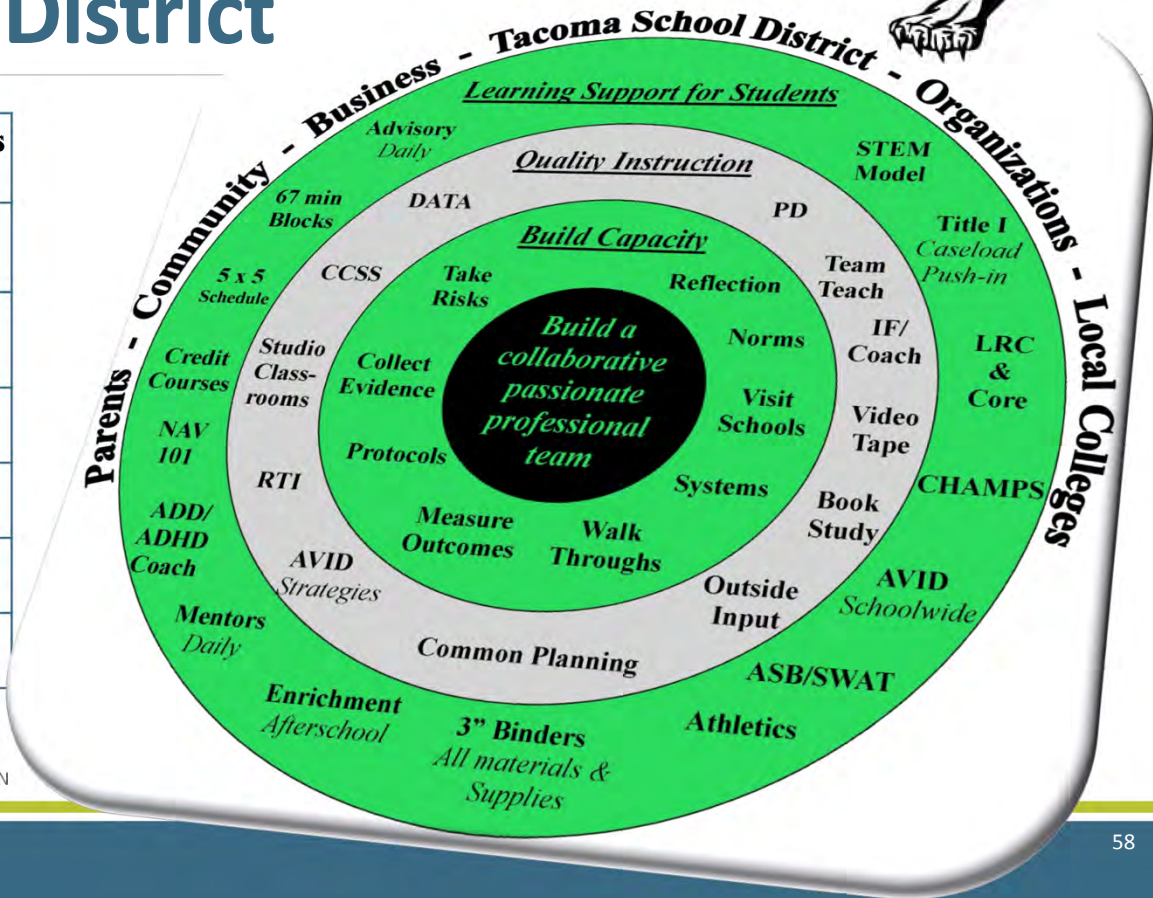 District
s
Parents - Community - Business - Tacoma School District - Organizations - Local Colleges
Learning Support for Students
Advisory
Daily
67 min
Blocks
5 x 5
Schedule
Credit
Courses
NAV
101
ADD/
ADHD
Coach
Mentors
Daily
Enrichment
Afterschool
3” Binders
All materials &
Supplies
Athletics
ASB/SWAT
AVID
Schoolwide
CHAMPS
LRC
&
Core
Title I
Caseload
Push-in
STEM
Model
Quality Instruction
DATA
CCSS
Studio
Class-
rooms
RTI
AVID
Strategies
Common Planning
Outside
Input
Book
Study
Video
Tape
IF/
Coach
Team
Teach
PD
Build Capacity
Take
Risks
Collect
Evidence
Protocols
Measure
Outcomes
Walk
Throughs
Systems
Visit
Schools
Norms
Reflection
Build a
collaborative
passionate
professional
team
N
58